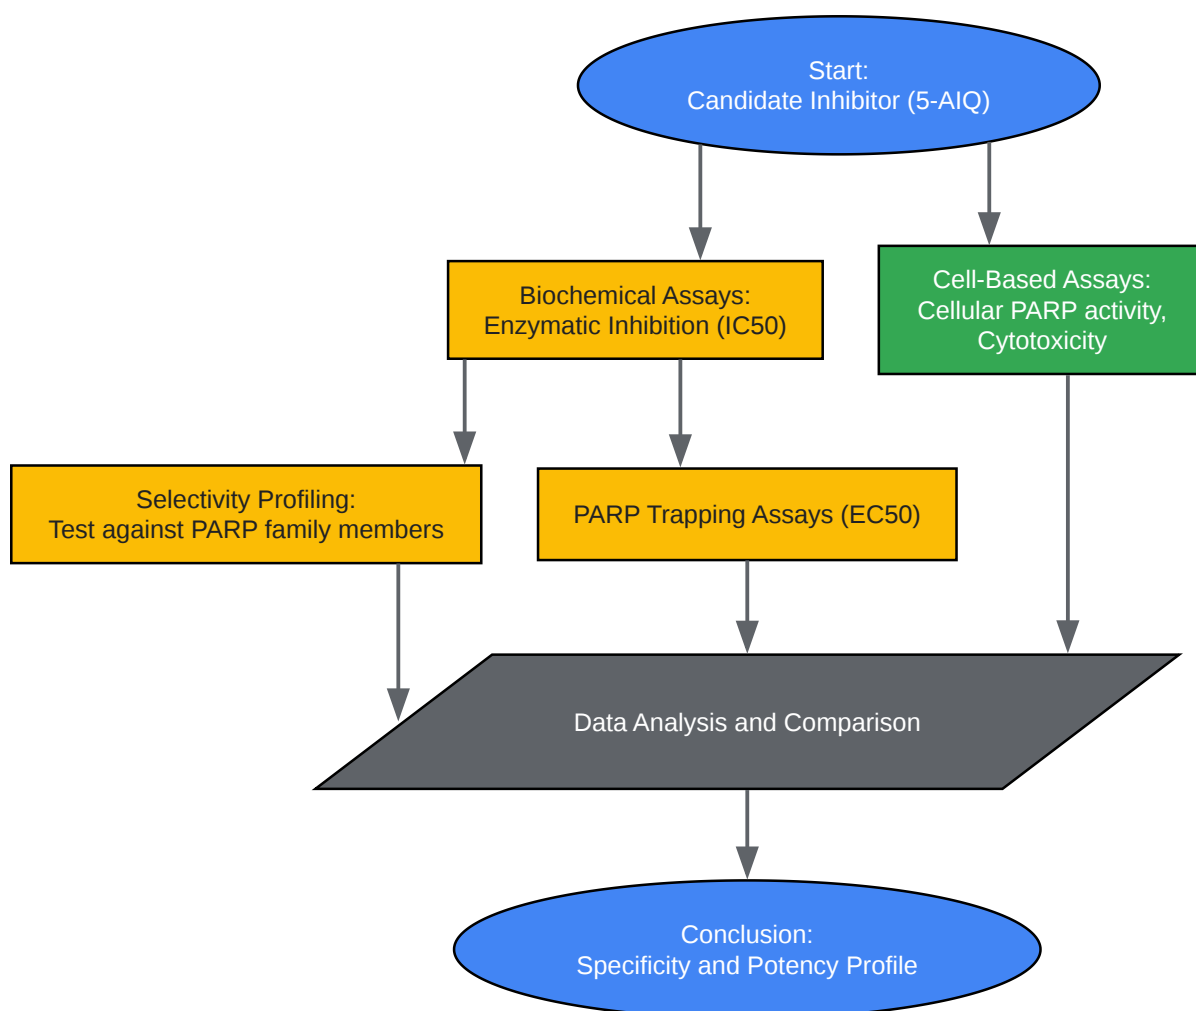 Start:
Candidate Inhibitor (5-AIQ)
Biochemical Assays:
Enzymatic Inhibition (IC50)
Cell-Based Assays:
Cellular PARP activity,
Cytotoxicity
Selectivity Profiling:
Test against PARP family members
PARP Trapping Assays (EC50)
Data Analysis and Comparison
Conclusion:
Specificity and Potency Profile